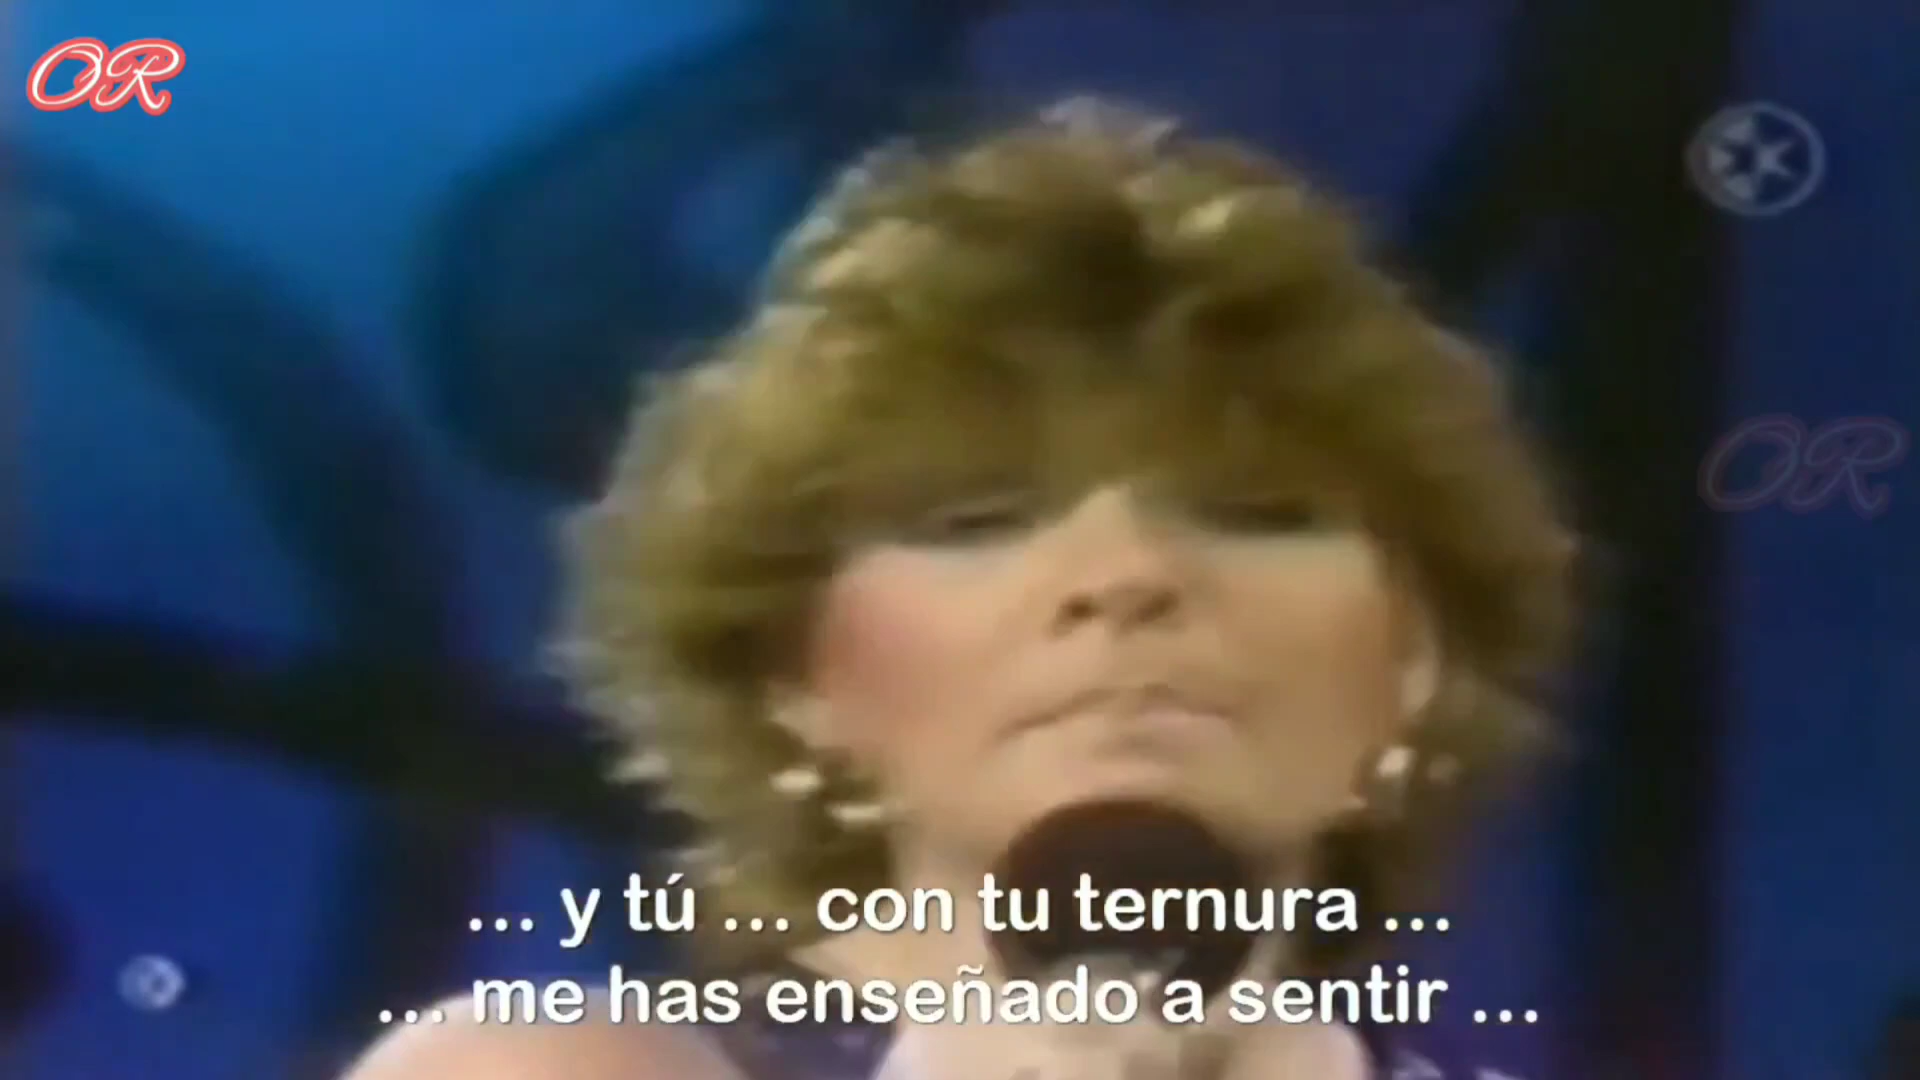 OR
OR
... y tú ... con tu ternura ...
... me has enseñado a sentir ...